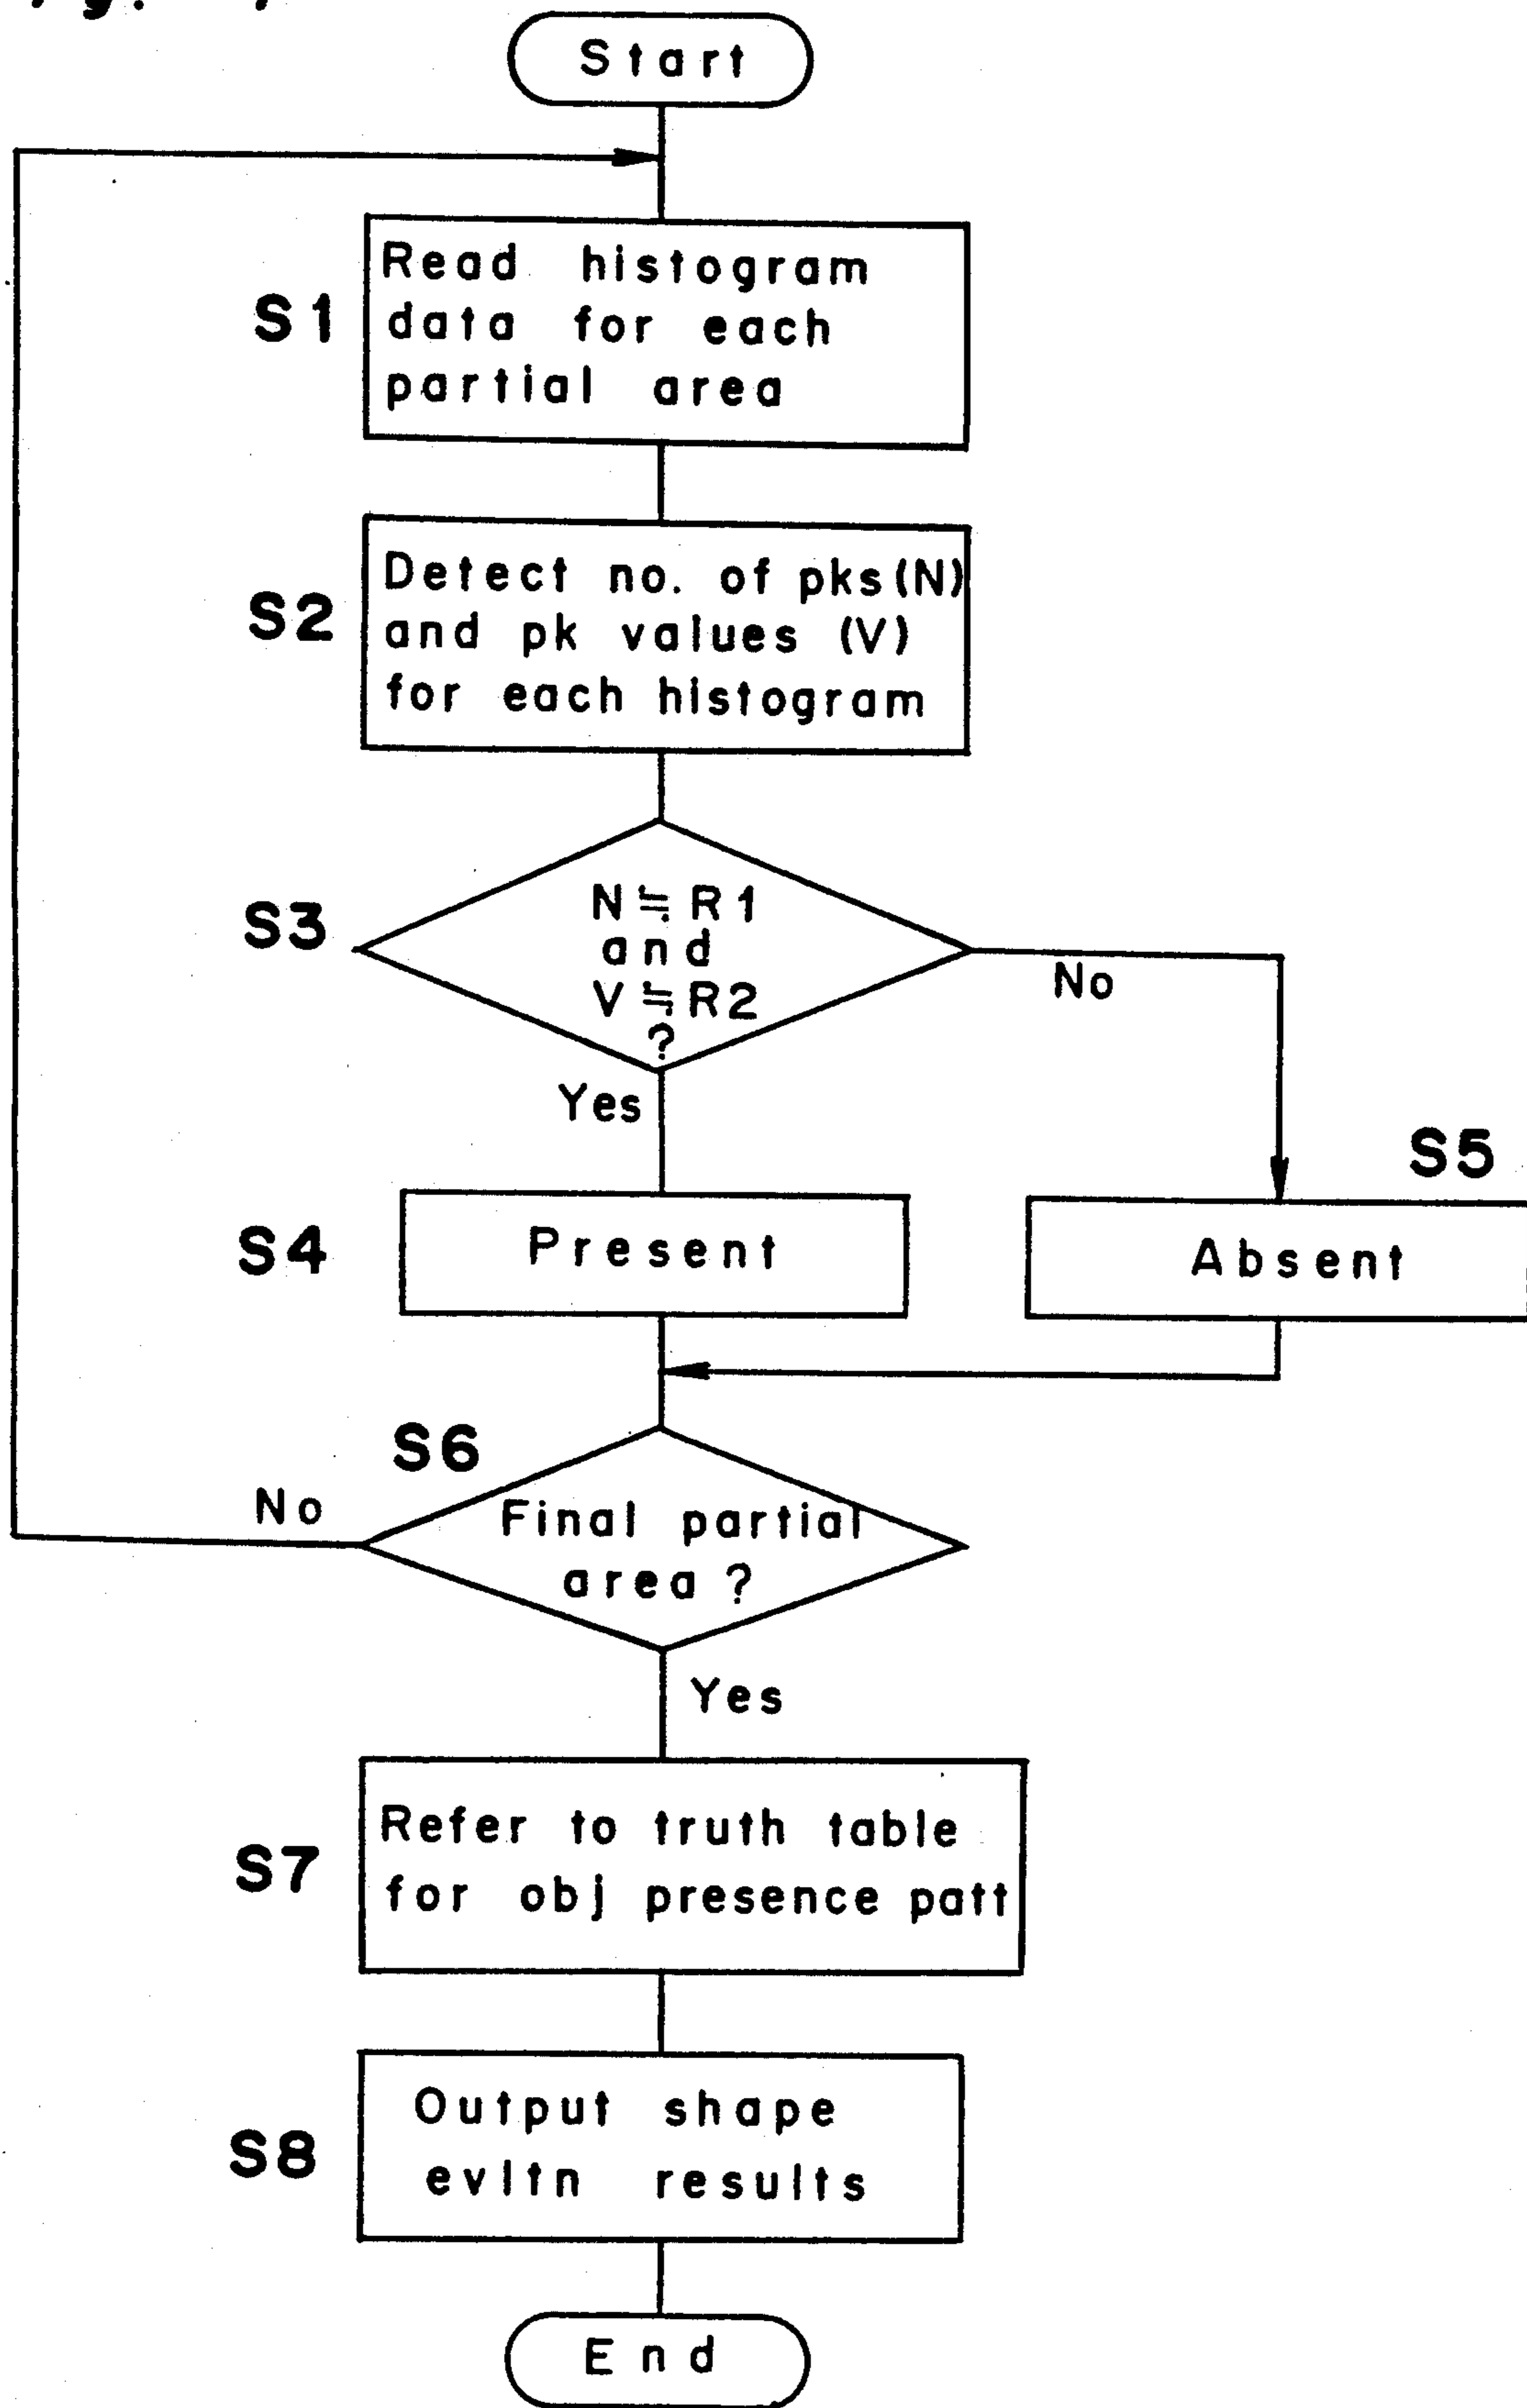 Start
S1
Read histogram
data for each
partial area
S2
Detect no. of pks(N)
and pk values (V)
for each histogram
S3
N≒R1
and
V≒R2
?
No
Yes
S4
Present
S5
Absent
S6
Final partial
area ?
No
Yes
S7
Refer to truth table
for obj presence patt
S8
Output shape
evltn results
End